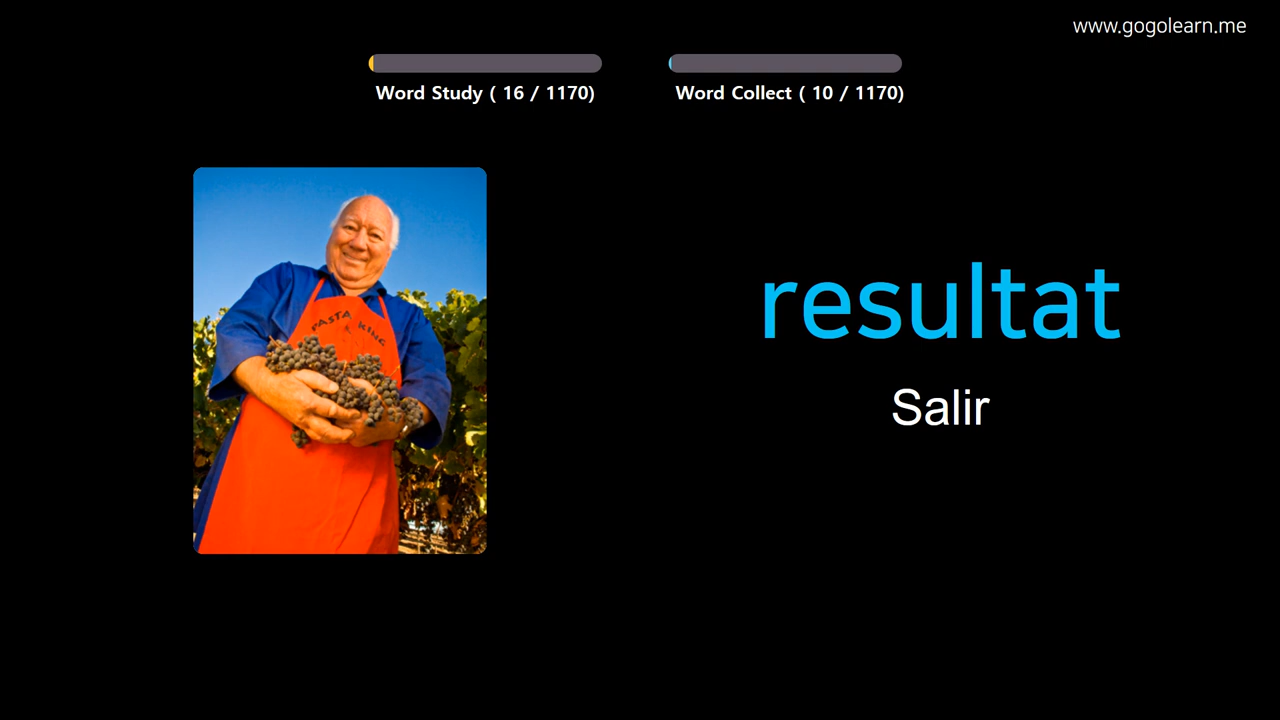 www.gogolearn.me
Word Study ( 16 / 1170)
Word Collect ( 10 / 1170)
PASTA KING
resultat
Salir